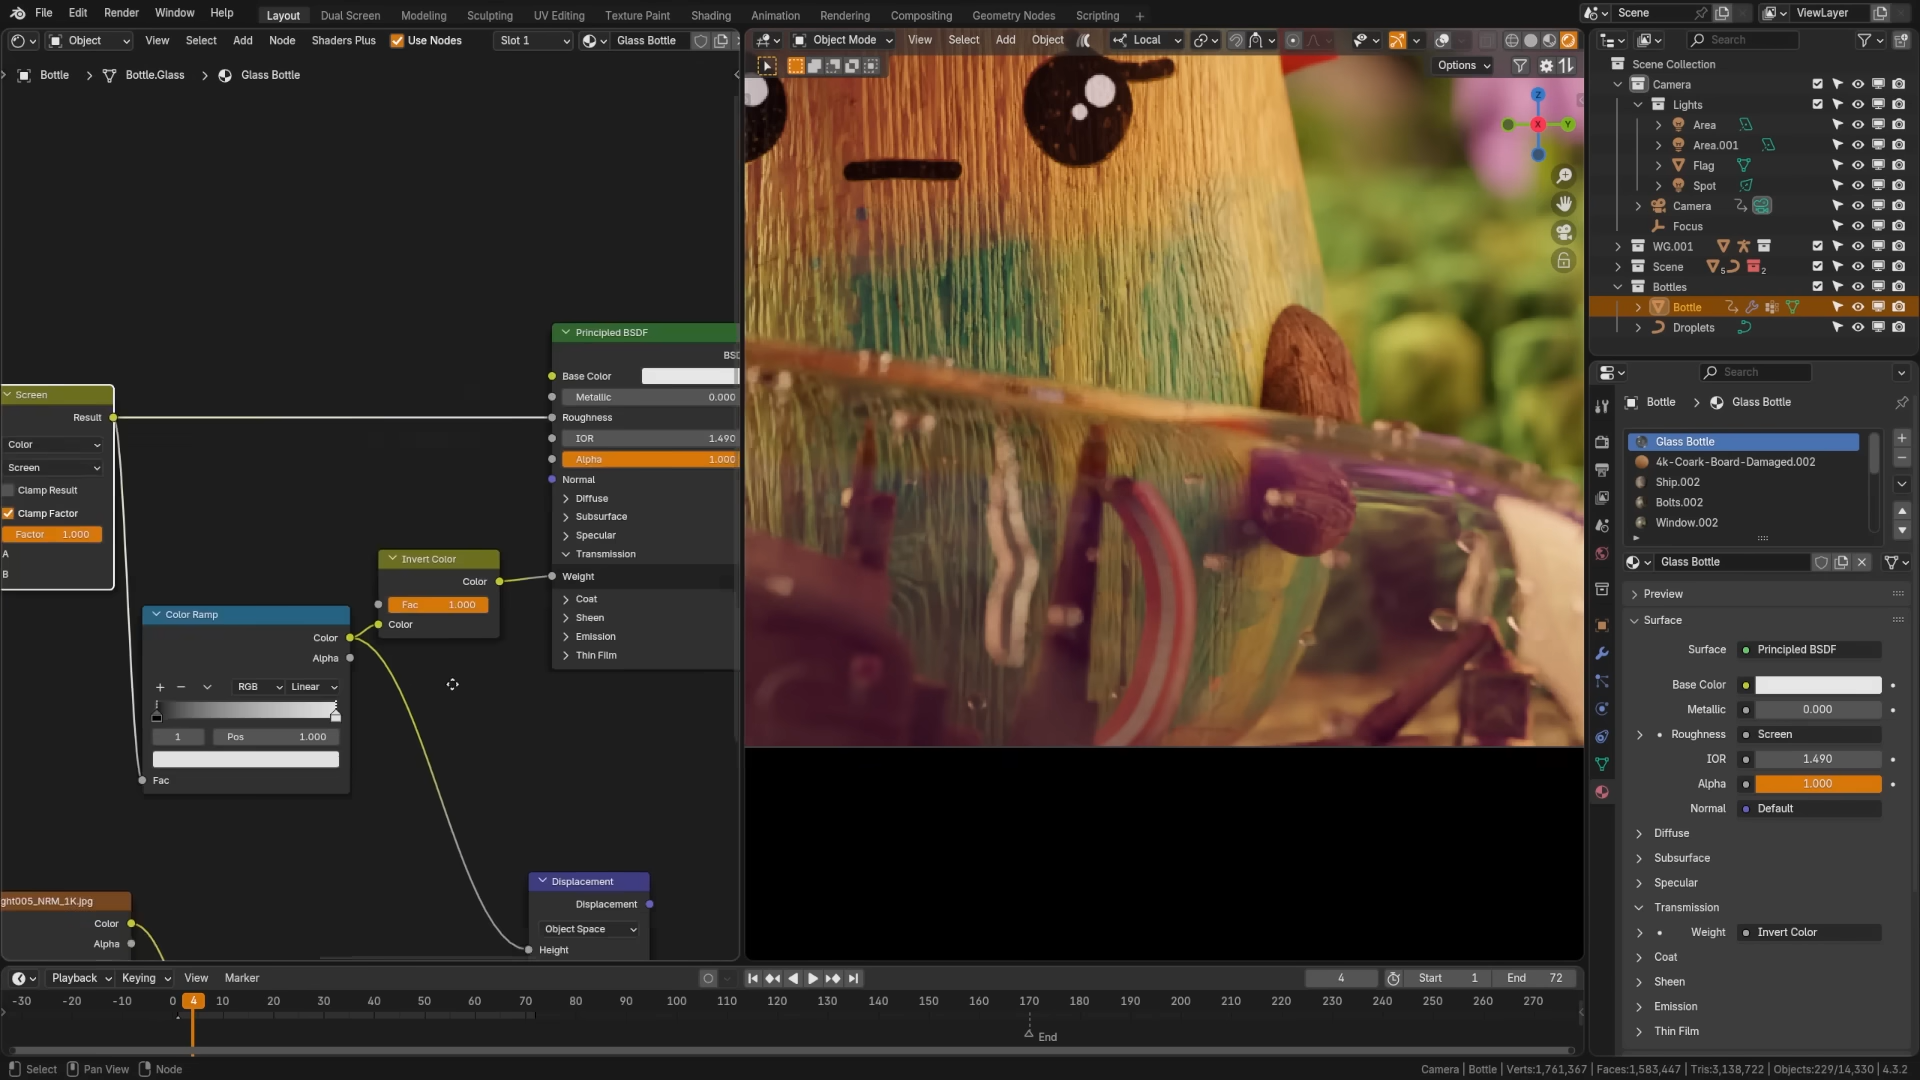 File Edit Render Window Help Layout Dual Screen Modeling Sculpting UV Editing Texture Paint Shading Animation Rendering Compositing Geometry Nodes Scripting + Scene ViewLayer
Object View Select Add Node Shaders Plus Use Nodes Slot 1 Glass Bottle
Object Mode View Select Add Object Local
Options
Bottle > Bottle.Glass > Glass Bottle
Screen
Result
Color
Screen
Clamp Result
Clamp Factor
Factor 1.000
A
B
Principled BSDF
Base Color
Metallic 0.000
Roughness
IOR 1.490
Alpha 1.000
Normal
Diffuse
Subsurface
Specular
Transmission
Weight
Coat
Sheen
Emission
Thin Film
Invert Color
Color
Fac 1.000
Color
Color Ramp
Color
Alpha
+ − RGB Linear
1 Pos 1.000
Fac
ght005_NRM_1K.jpg
Color
Alpha
Displacement
Displacement
Object Space
Height
Z
X
Y
Search
Scene Collection
Camera
Lights
Area
Area.001
Flag
Spot
Camera
Focus
WG.001
Scene 5 2
Bottles
Bottle
Droplets
Search
Bottle > Glass Bottle
Glass Bottle
4k-Coark-Board-Damaged.002
Ship.002
Bolts.002
Window.002
Glass Bottle
Preview
Surface
Surface Principled BSDF
Base Color
Metallic 0.000
Roughness Screen
IOR 1.490
Alpha 1.000
Normal Default
Diffuse
Subsurface
Specular
Transmission
Weight Invert Color
Coat
Sheen
Emission
Thin Film
Playback Keying View Marker 4 Start 1 End 72
-30 -20 -10 0 4 10 20 30 40 50 60 70 80 90 100 110 120 130 140 150 160 170 180 190 200 210 220 230 240 250 260 270
End
Select Pan View Node Camera | Bottle | Verts:1,761,367 | Faces:1,583,447 | Tris:3,138,722 | Objects:229/14,330 | 4.3.2